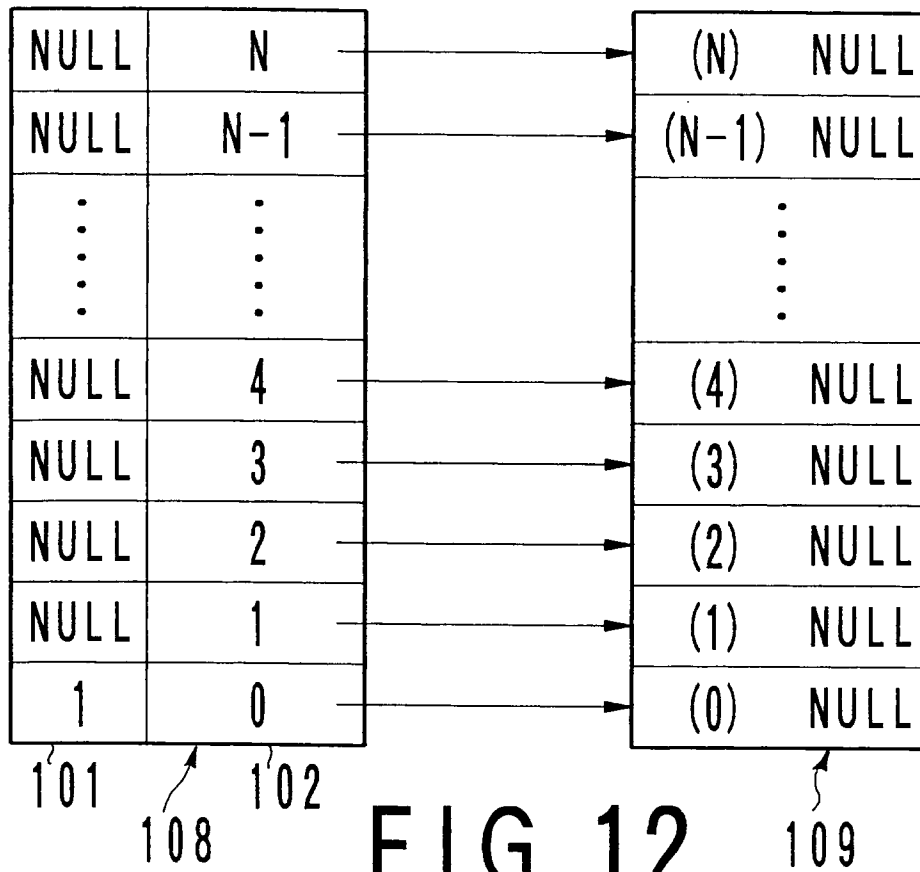 NULL N (N) NULL
NULL N-1 (N-1) NULL
NULL 4 (4) NULL
NULL 3 (3) NULL
NULL 2 (2) NULL
NULL 1 (1) NULL
1 0 (0) NULL
101 102
108 109
FIG. 12